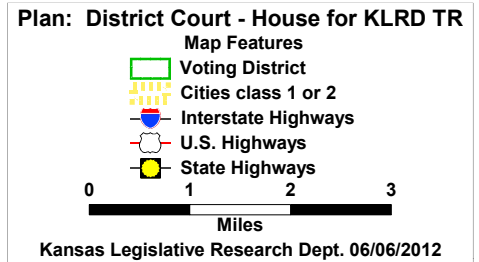 Plan: District Court - House for KLRD TR
Map Features
Voting District
Cities class 1 or 2
Interstate Highways
U.S. Highways
State Highways
0 1 2 3
Miles
Kansas Legislative Research Dept. 06/06/2012